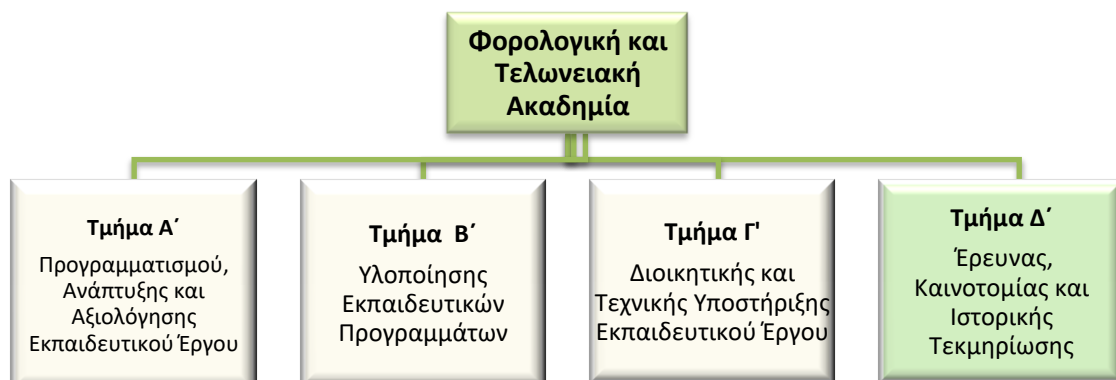 Φορολογική και
Τελωνειακή
Ακαδημία
Τμήμα Α΄
Προγραμματισμού,
Ανάπτυξης και
Αξιολόγησης
Εκπαιδευτικού Έργου
Τμήμα Β΄
Υλοποίησης
Εκπαιδευτικών
Προγραμμάτων
Τμήμα Γ'
Διοικητικής και
Τεχνικής Υποστήριξης
Εκπαιδευτικού Έργου
Τμήμα Δ΄
Έρευνας,
Καινοτομίας και
Ιστορικής
Τεκμηρίωσης